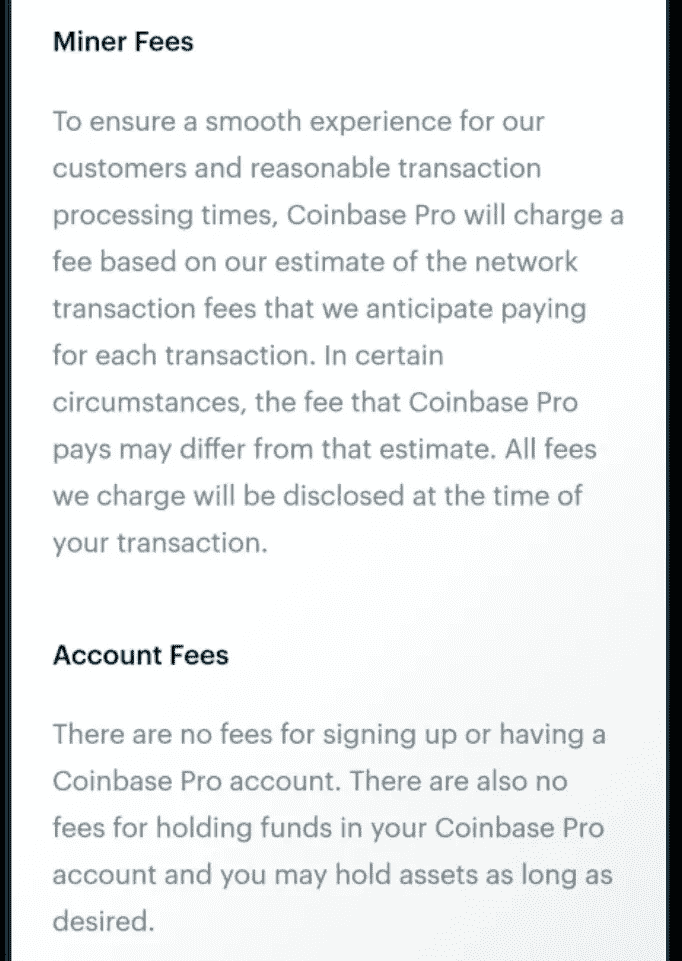 Miner Fees
To ensure a smooth experience for our
customers and reasonable transaction
processing times, Coinbase Pro will charge a
fee based on our estimate of the network
transaction fees that we anticipate paying
for each transaction. In certain
circumstances, the fee that Coinbase Pro
pays may differ from that estimate. All fees
we charge will be disclosed at the time of
your transaction.
Account Fees
There are no fees for signing up or having a
Coinbase Pro account. There are also no
fees for holding funds in your Coinbase Pro
account and you may hold assets as long as
desired.